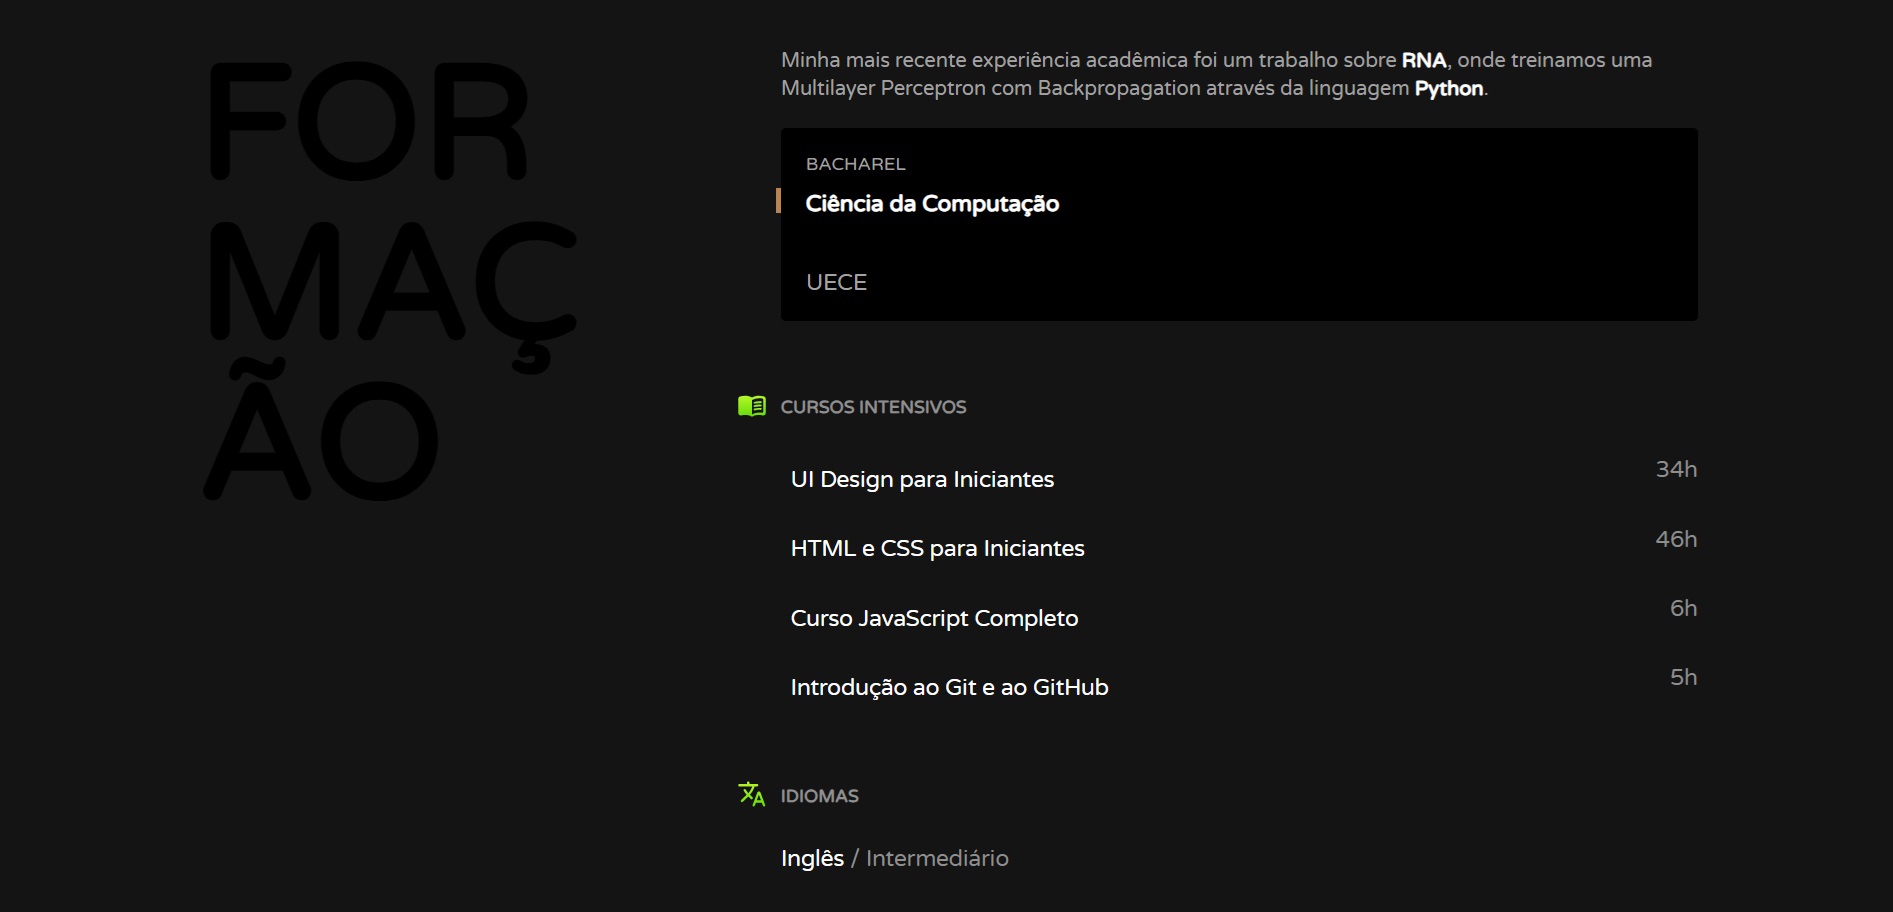 FOR
MAÇ
ÃO
Minha mais recente experiência acadêmica foi um trabalho sobre RNA, onde treinamos uma
Multilayer Perceptron com Backpropagation através da linguagem Python.
BACHAREL
Ciência da Computação
UECE
CURSOS INTENSIVOS
UI Design para Iniciantes 34h
HTML e CSS para Iniciantes 46h
Curso JavaScript Completo 6h
Introdução ao Git e ao GitHub 5h
IDIOMAS
Inglês / Intermediário